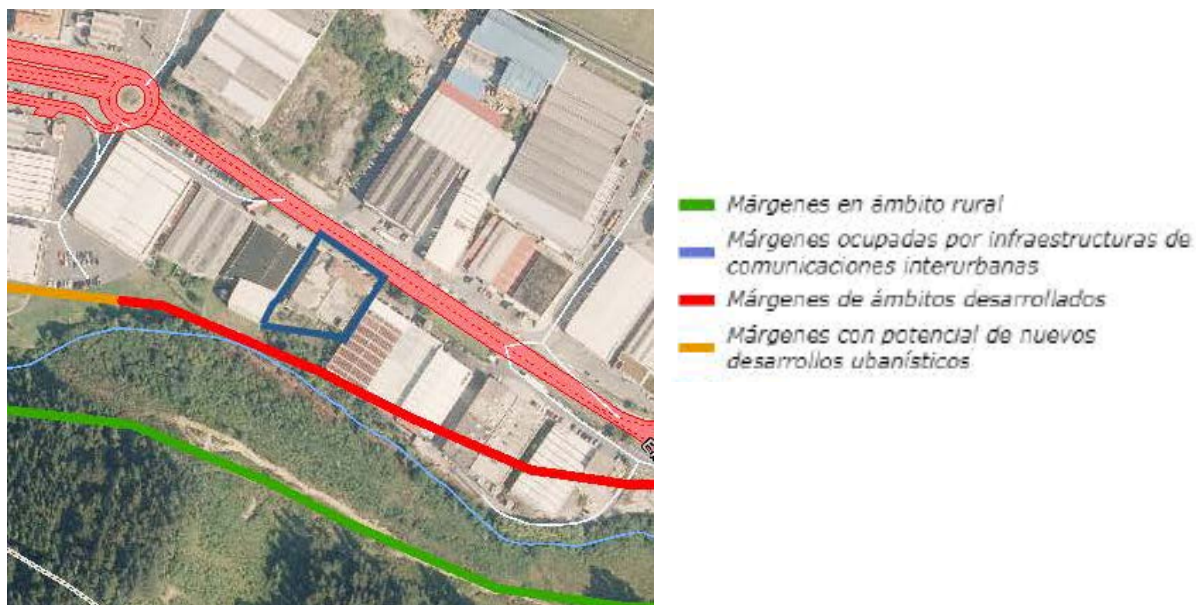 Márgenes en ámbito rural
Márgenes ocupadas por infraestructuras de
comunicaciones interurbanas
Márgenes de ámbitos desarrollados
Márgenes con potencial de nuevos
desarrollos ubanísticos